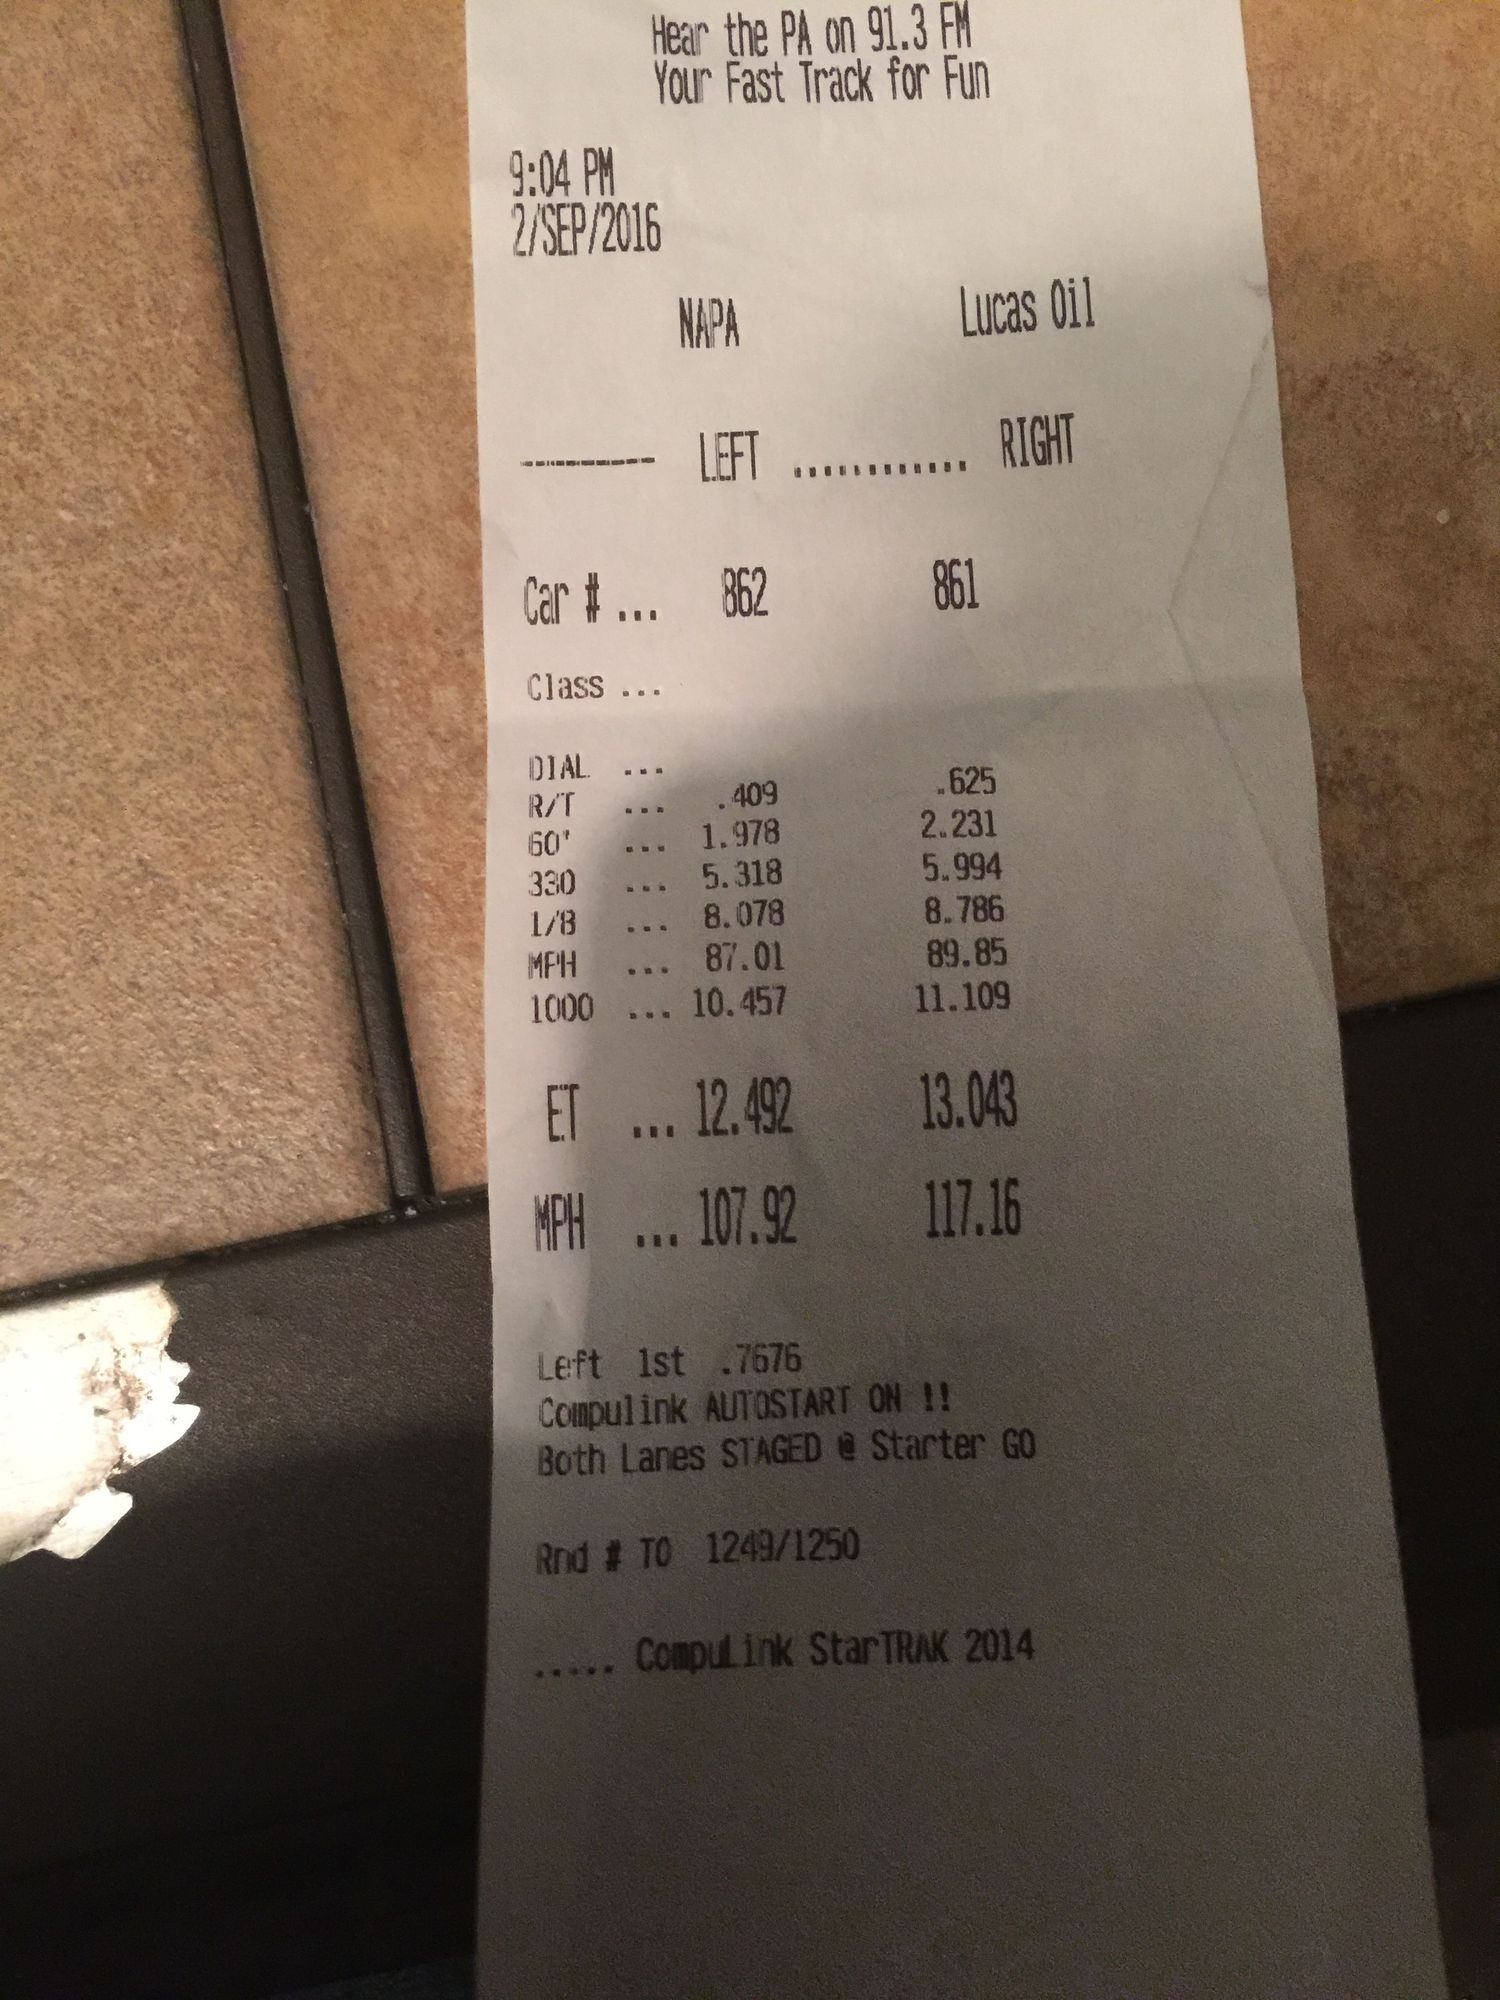 Hear the PA on 91.3 FM
Your Fast Track for Fun
9:04 PM
2/SEP/2016
NAPA Lucas Oil
-------- LEFT ............ RIGHT
Car # ... 862 861
Class ...
DIAL ...
R/T ... .409 .625
60' ... 1.978 2.231
330 ... 5.318 5.994
1/8 ... 8.078 8.786
MPH ... 87.01 89.85
1000 ... 10.457 11.109
ET ... 12.492 13.043
MPH ... 107.92 117.16
Left 1st .7676
Compulink AUTOSTART ON !!
Both Lanes STAGED @ Starter GO
Rnd # TO 1249/1250
..... CompuLink StarTRAK 2014